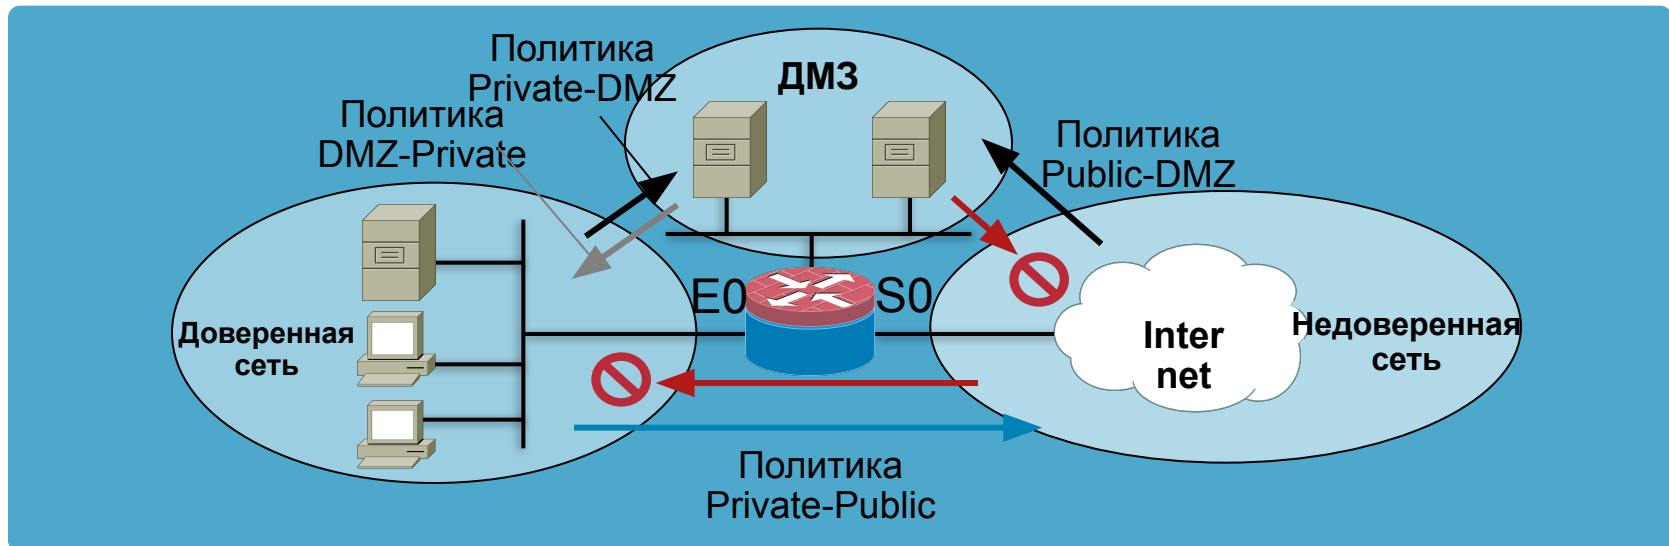 Политика
Private-DMZ
ДМЗ
Политика
DMZ-Private
Политика
Public-DMZ
E0
S0
Доверенная
сеть
Inter
net
Недоверенная
сеть
Политика
Private-Public